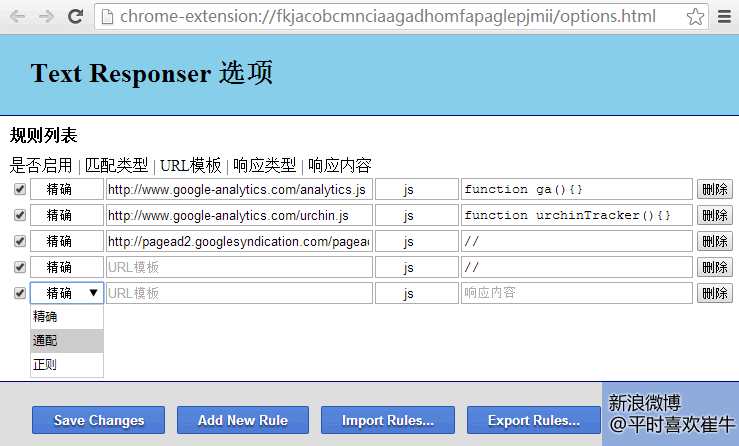 chrome-extension://fkjacobcmnciaagadhomfapaglepjmii/options.html
Text Responser 选项
规则列表
是否启用 | 匹配类型 | URL模板 | 响应类型 | 响应内容
精确 http://www.google-analytics.com/analytics.js js function ga(){} 删除
精确 http://www.google-analytics.com/urchin.js js function urchinTracker(){} 删除
精确 http://pagead2.googlesyndication.com/pagead js // 删除
精确 URL模板 js // 删除
精确 ▼ URL模板 js 响应内容 删除
精确
通配
正则
Save Changes Add New Rule Import Rules... Export Rules...
新浪微博
@平时喜欢崔牛